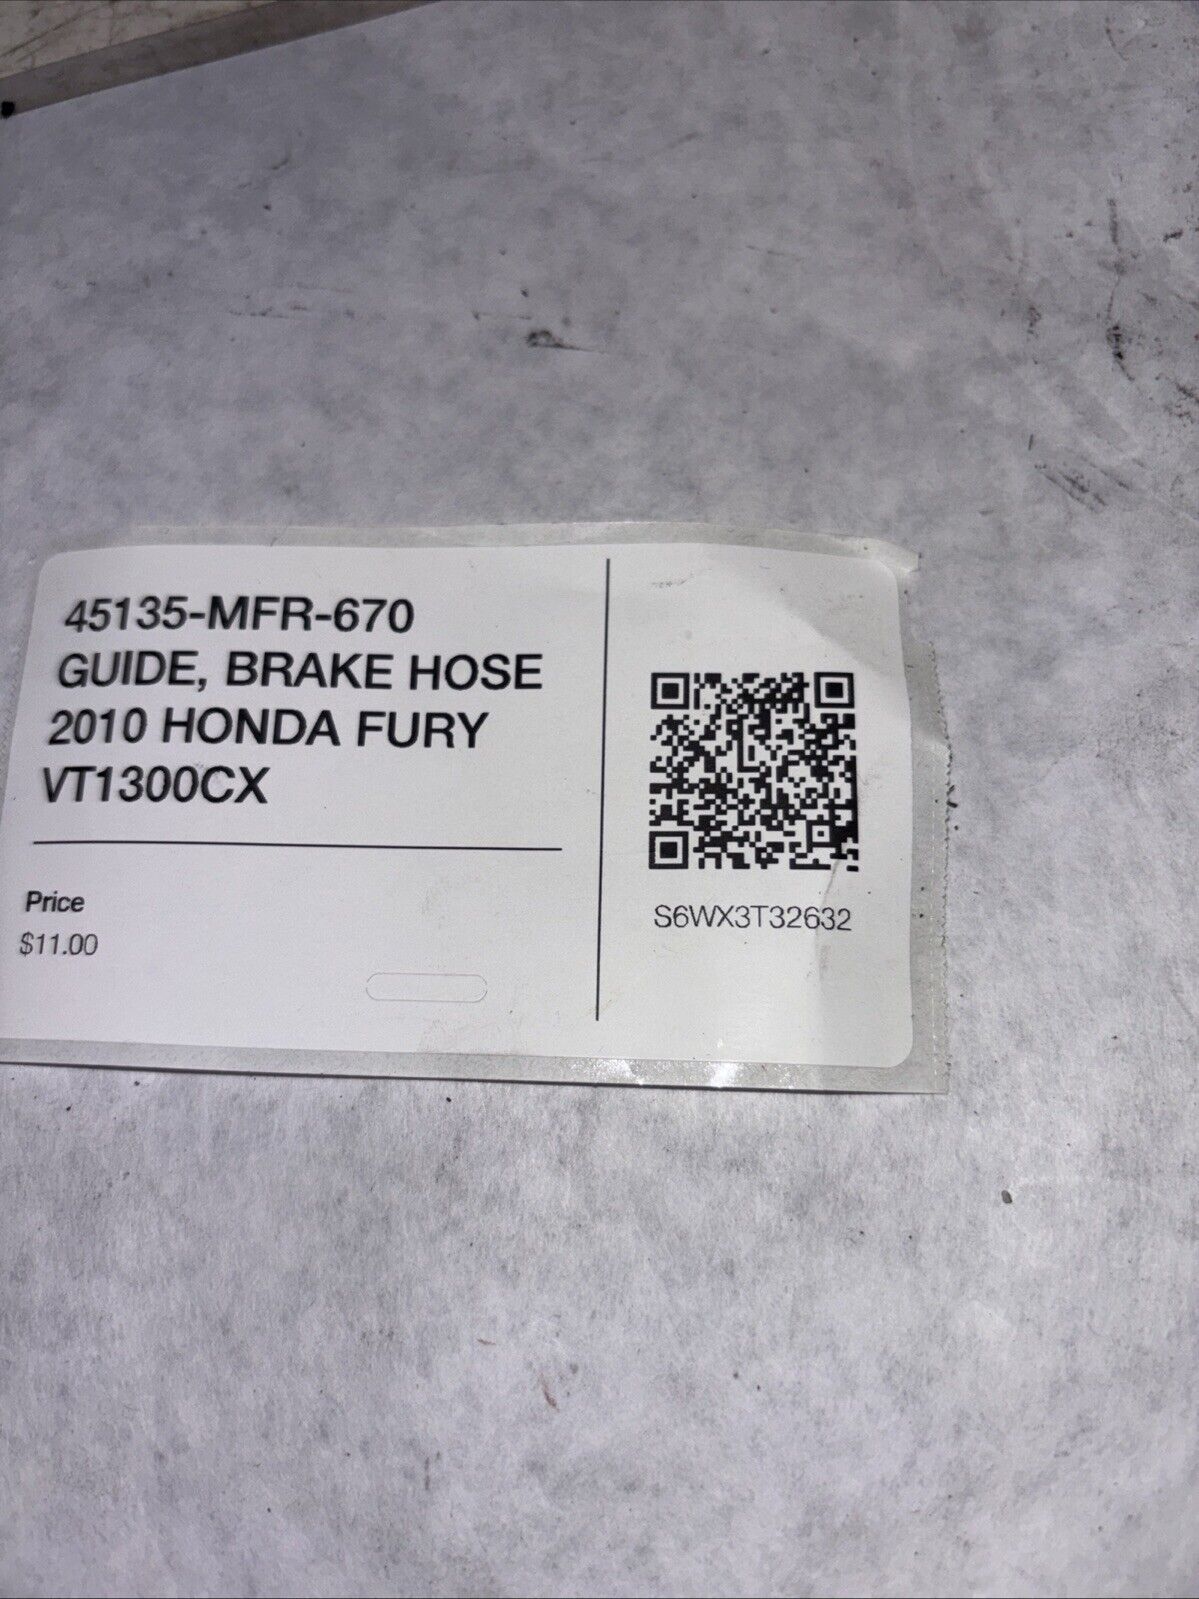 45135-MFR-670
GUIDE, BRAKE HOSE
2010 HONDA FURY
VT1300CX
Price
$11.00
S6WX3T32632